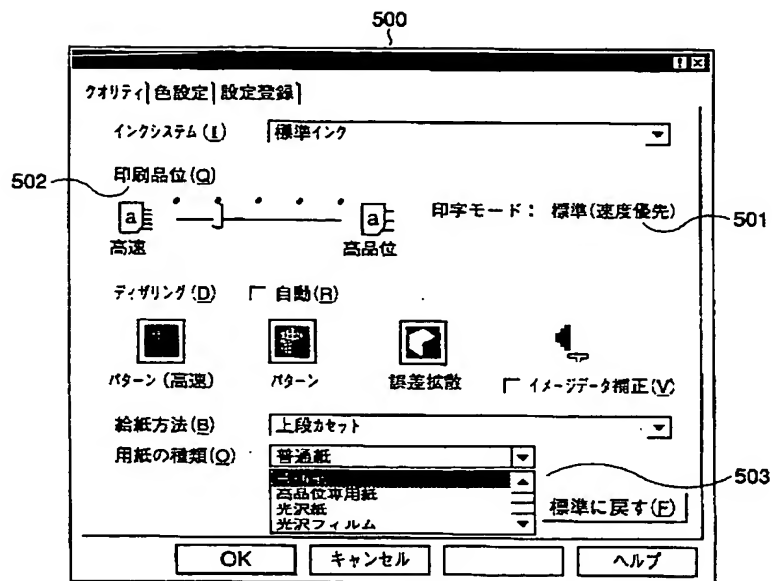 500
クオリティ 色設定 設定登録
インクシステム(I) 標準インク
502 印刷品位(Q)
a a 印字モード： 標準(速度優先) 501
高速 高品位
ディザリング(D) 自動(R)
パターン(高速) パターン 誤差拡散 イメージデータ補正(V)
給紙方法(B) 上段カセット
用紙の種類(O) 普通紙
503
高品位専用紙
光沢紙 標準に戻す(F)
光沢フィルム
OK キャンセル ヘルプ